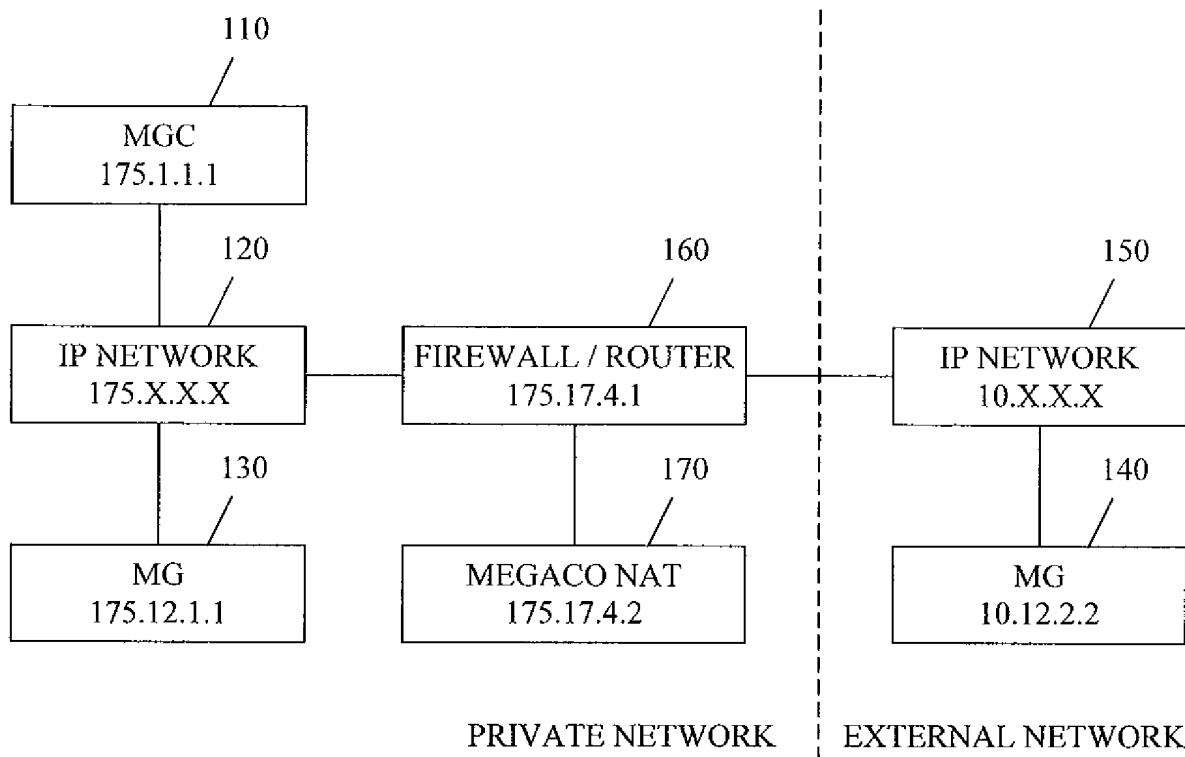 110
MGC
175.1.1.1
120
160
150
IP NETWORK
175.X.X.X
FIREWALL / ROUTER
175.17.4.1
IP NETWORK
10.X.X.X
130
170
140
MG
175.12.1.1
MEGACO NAT
175.17.4.2
MG
10.12.2.2
PRIVATE NETWORK
EXTERNAL NETWORK